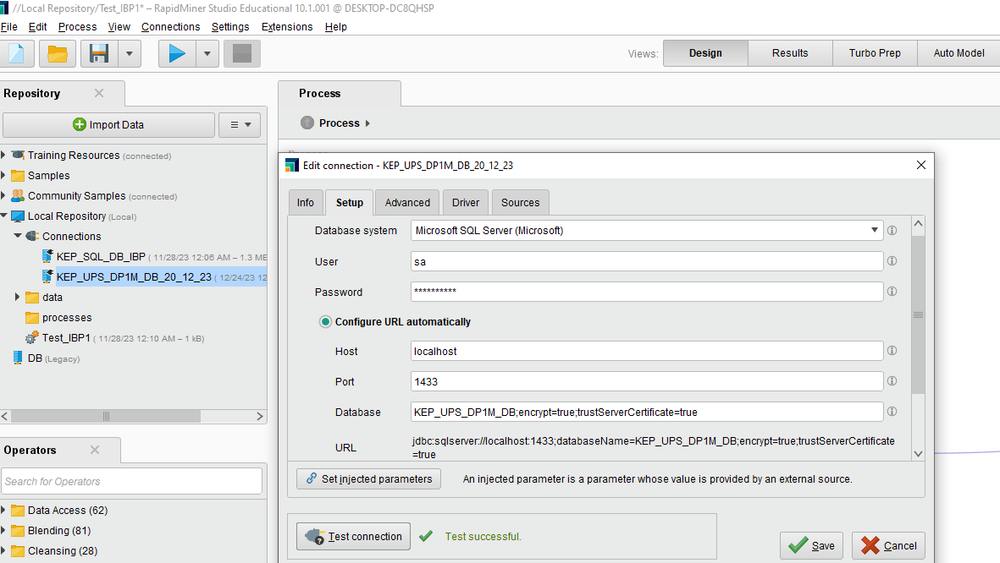 //Local Repository/Test_IBP1* – RapidMiner Studio Educational 10.1.001 @ DESKTOP-DC8QHSP
File Edit Process View Connections Settings Extensions Help
Views: Design Results Turbo Prep Auto Model
Repository
Import Data
Training Resources (connected)
Samples
Community Samples (connected)
Local Repository (Local)
Connections
KEP_SQL_DB_IBP ( 11/28/23 12:06 AM – 1.3 ME
KEP_UPS_DP1M_DB_20_12_23 ( 12/24/23 12
data
processes
Test_IBP1 ( 11/28/23 12:10 AM – 1 kB)
DB (Legacy)
Operators
Search for Operators
Data Access (62)
Blending (81)
Cleansing (28)
Process
Process
Edit connection - KEP_UPS_DP1M_DB_20_12_23
Info Setup Advanced Driver Sources
Database system Microsoft SQL Server (Microsoft)
User sa
Password **********
Configure URL automatically
Host localhost
Port 1433
Database KEP_UPS_DP1M_DB;encrypt=true;trustServerCertificate=true
URL jdbc:sqlserver://localhost:1433;databaseName=KEP_UPS_DP1M_DB;encrypt=true;trustServerCertificate
=true
Set injected parameters An injected parameter is a parameter whose value is provided by an external source.
Test connection Test successful.
Save Cancel